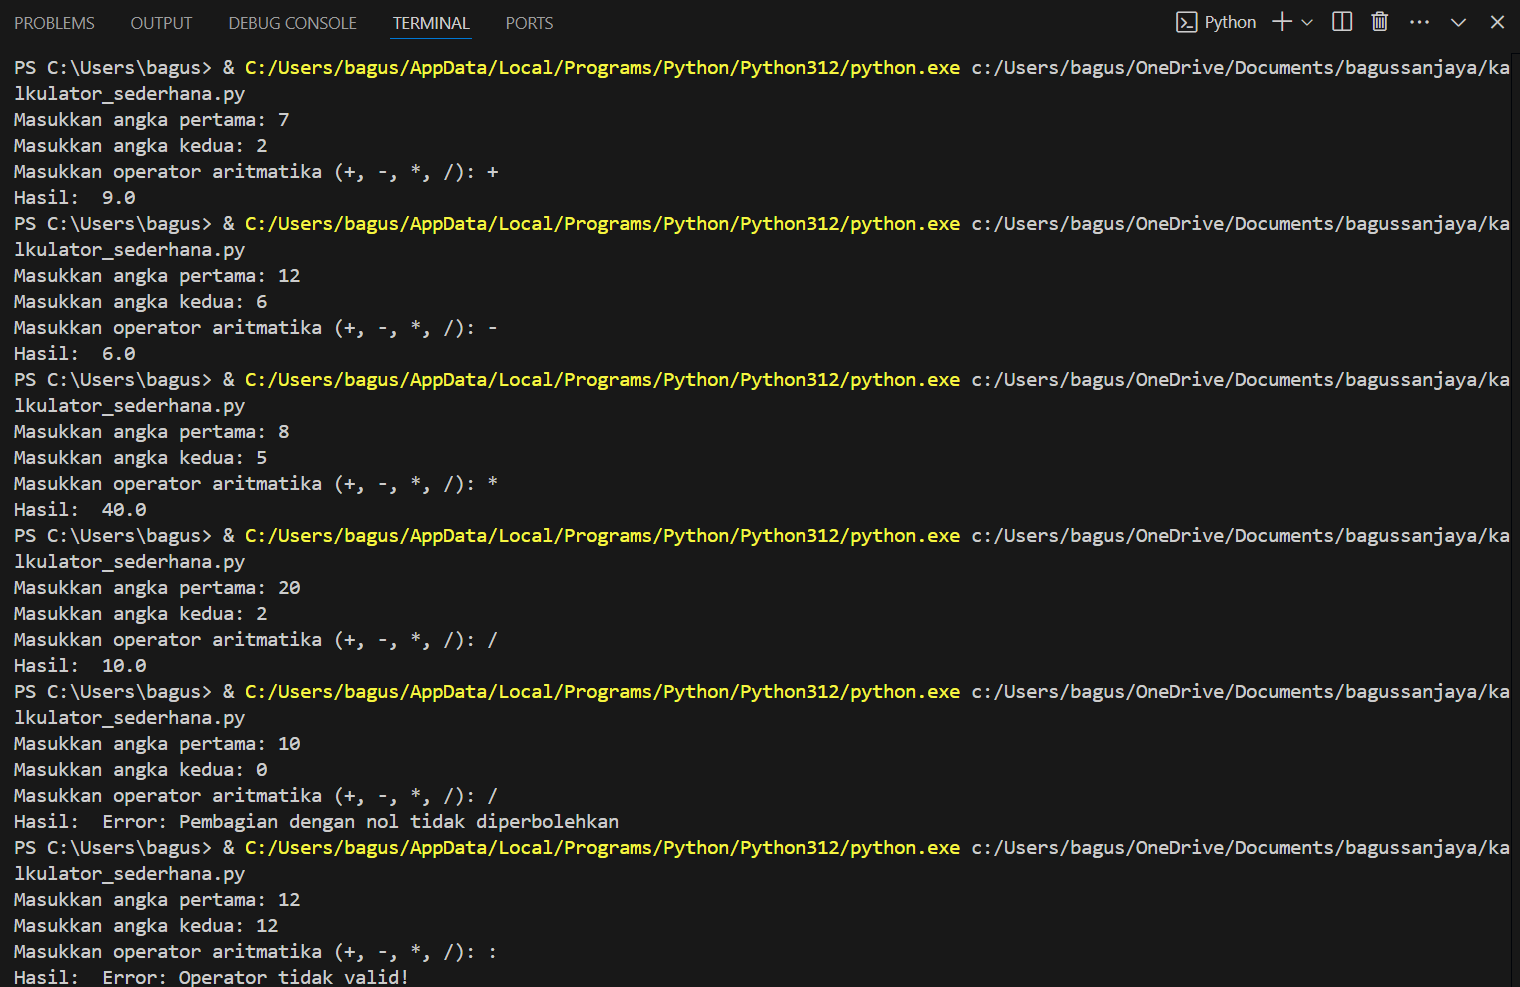 PROBLEMS OUTPUT DEBUG CONSOLE TERMINAL PORTS Python
PS C:\Users\bagus> & C:/Users/bagus/AppData/Local/Programs/Python/Python312/python.exe c:/Users/bagus/OneDrive/Documents/bagussanjaya/ka
lkulator_sederhana.py
Masukkan angka pertama: 7
Masukkan angka kedua: 2
Masukkan operator aritmatika (+, -, *, /): +
Hasil:  9.0
PS C:\Users\bagus> & C:/Users/bagus/AppData/Local/Programs/Python/Python312/python.exe c:/Users/bagus/OneDrive/Documents/bagussanjaya/ka
lkulator_sederhana.py
Masukkan angka pertama: 12
Masukkan angka kedua: 6
Masukkan operator aritmatika (+, -, *, /): -
Hasil:  6.0
PS C:\Users\bagus> & C:/Users/bagus/AppData/Local/Programs/Python/Python312/python.exe c:/Users/bagus/OneDrive/Documents/bagussanjaya/ka
lkulator_sederhana.py
Masukkan angka pertama: 8
Masukkan angka kedua: 5
Masukkan operator aritmatika (+, -, *, /): *
Hasil:  40.0
PS C:\Users\bagus> & C:/Users/bagus/AppData/Local/Programs/Python/Python312/python.exe c:/Users/bagus/OneDrive/Documents/bagussanjaya/ka
lkulator_sederhana.py
Masukkan angka pertama: 20
Masukkan angka kedua: 2
Masukkan operator aritmatika (+, -, *, /): /
Hasil:  10.0
PS C:\Users\bagus> & C:/Users/bagus/AppData/Local/Programs/Python/Python312/python.exe c:/Users/bagus/OneDrive/Documents/bagussanjaya/ka
lkulator_sederhana.py
Masukkan angka pertama: 10
Masukkan angka kedua: 0
Masukkan operator aritmatika (+, -, *, /): /
Hasil:  Error: Pembagian dengan nol tidak diperbolehkan
PS C:\Users\bagus> & C:/Users/bagus/AppData/Local/Programs/Python/Python312/python.exe c:/Users/bagus/OneDrive/Documents/bagussanjaya/ka
lkulator_sederhana.py
Masukkan angka pertama: 12
Masukkan angka kedua: 12
Masukkan operator aritmatika (+, -, *, /): :
Hasil:  Error: Operator tidak valid!